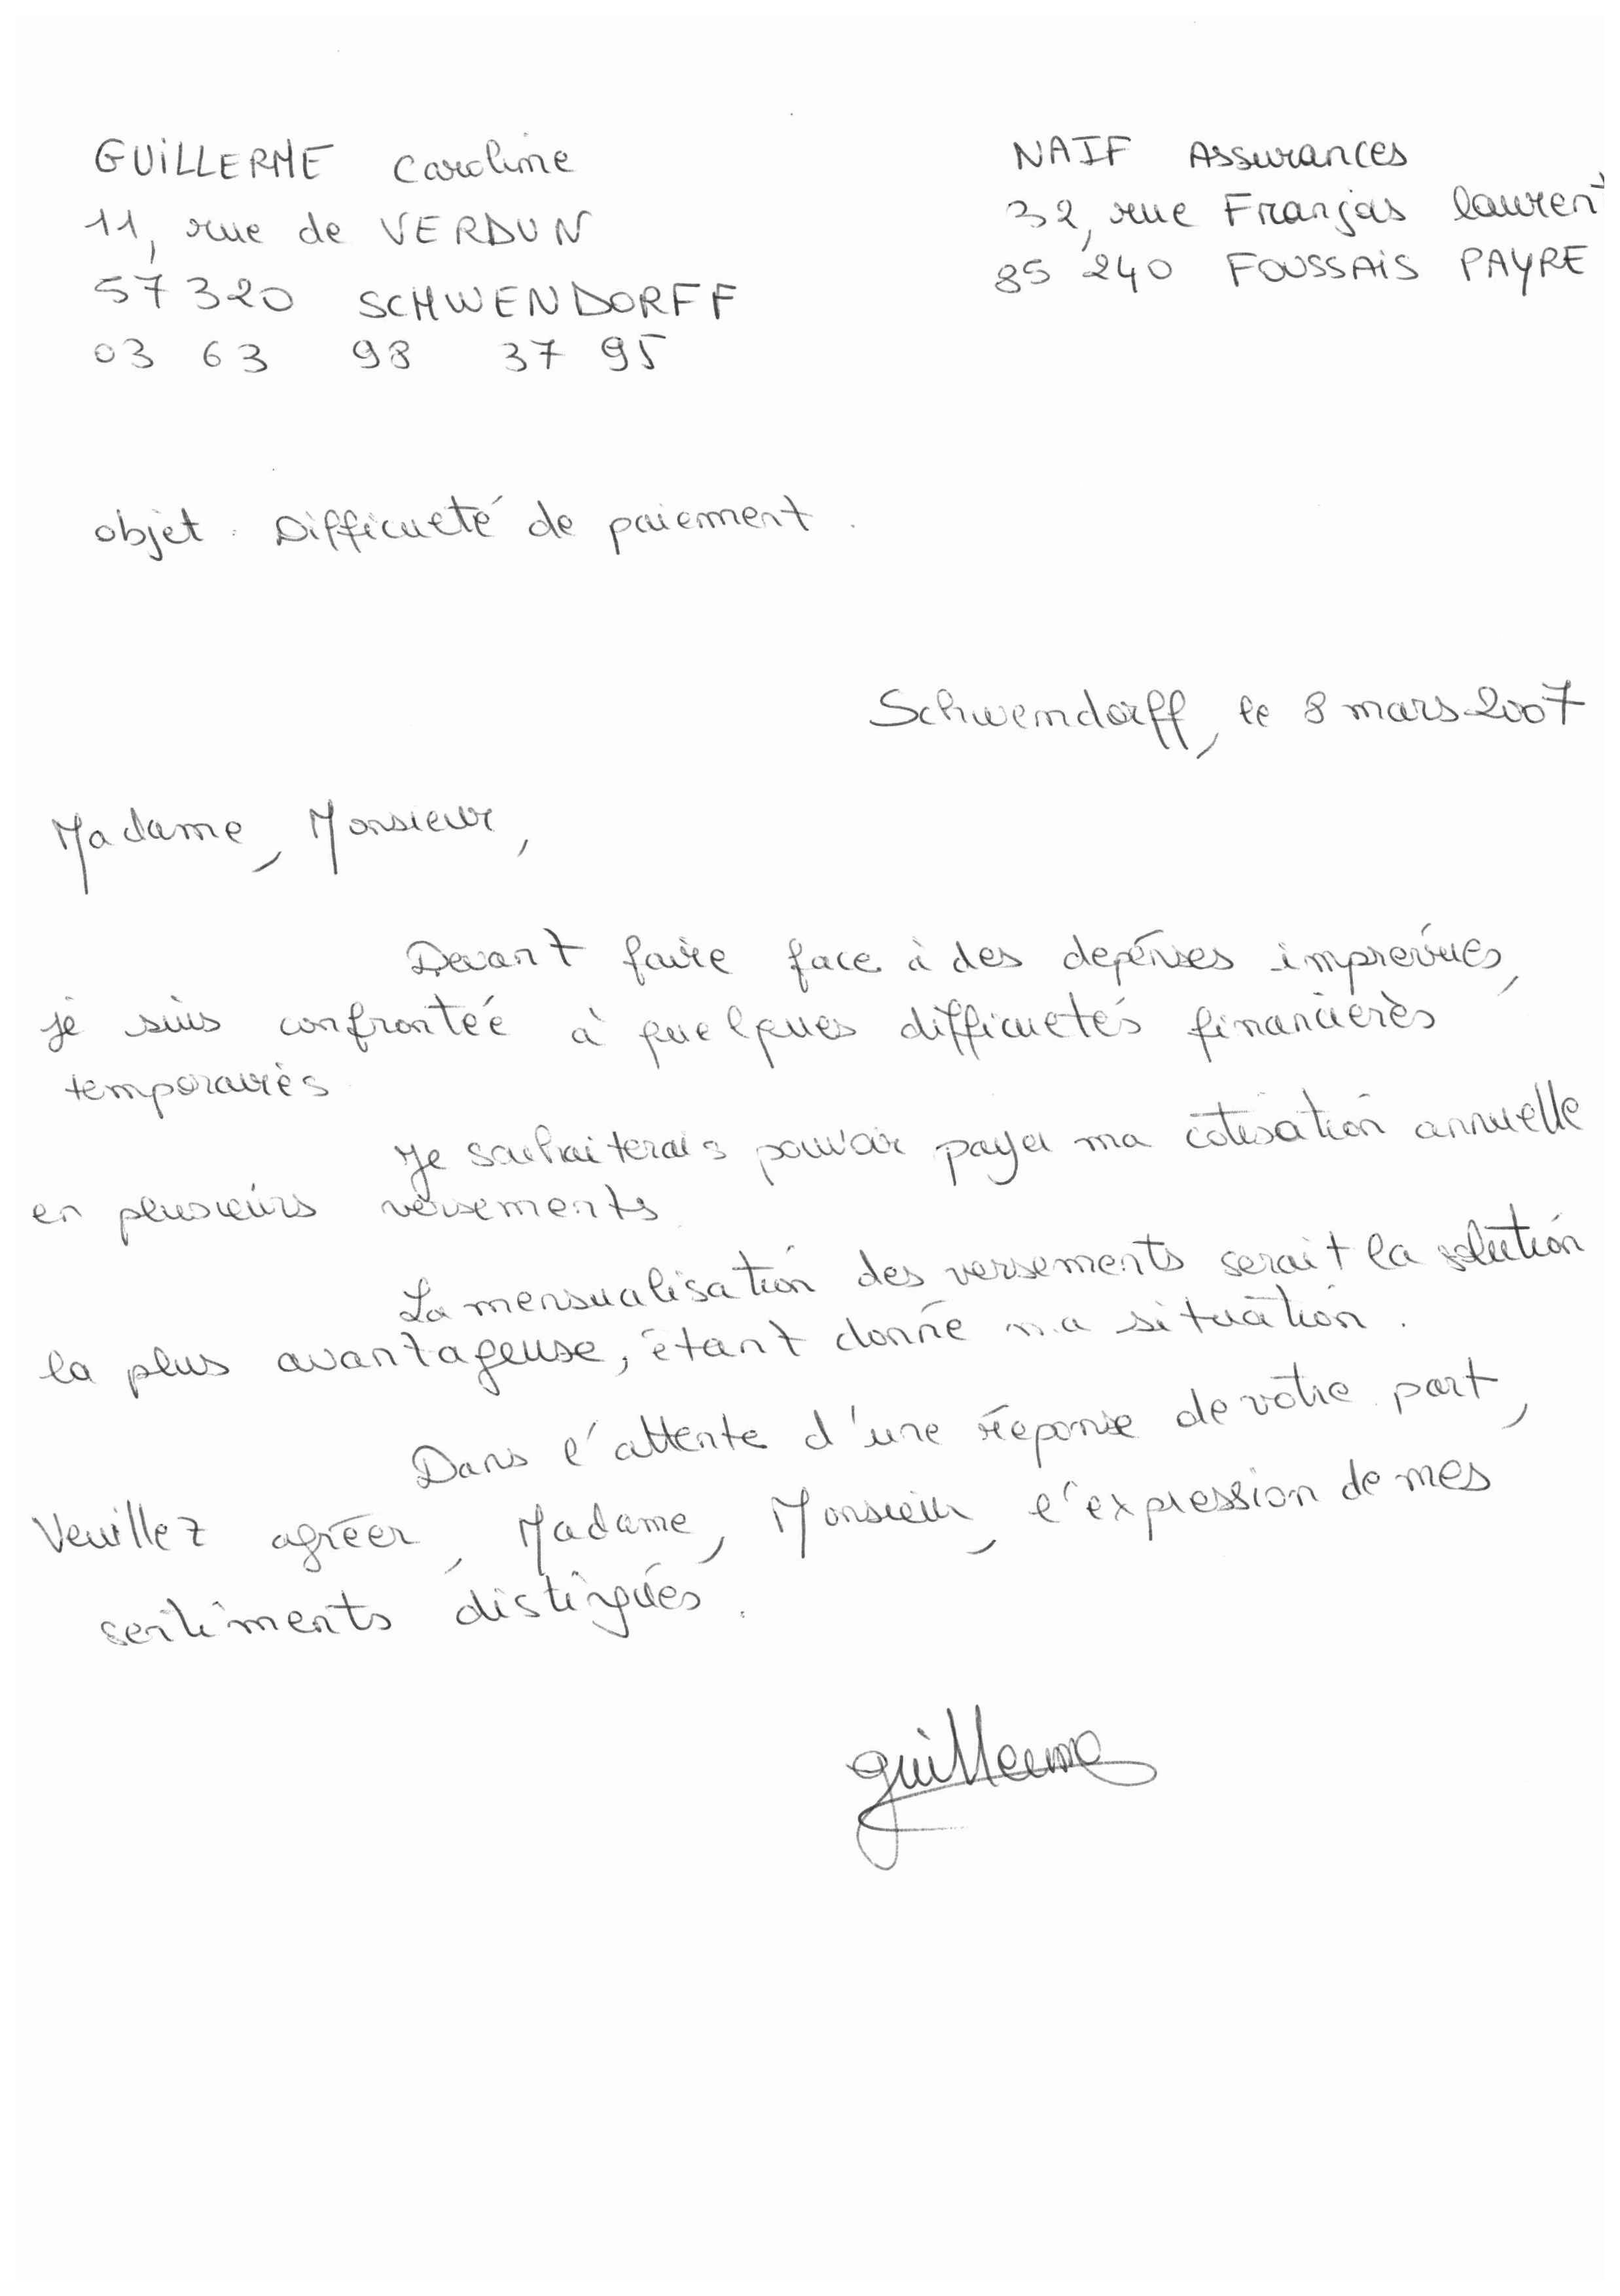 GUILLERME Caroline
11, rue de VERDUN
57320 SCHWENDORFF
03 63 98 37 95
NAIF Assurances
32, rue Franças laurent
85 240 FOUSSAIS PAYRE
objet : Difficulté de paiement.
Schwendorff, le 8 mars 2007
Madame, Monsieur,
Devant faire face à des depénses imprevúes,
je suis confrontée à quelques difficultés financières
temporaires.
Je souhaiterais pouvoir payer ma cotisation annuelle
en plusieurs versements.
La mensualisation des versements serait la solution
la plus avantageuse, étant donné ma situation.
Dans l'attente d'une réponse de votre part,
Veuillez agréer, Madame, Monsieur, l'expression de mes
sentiments distingués.
Guillerme